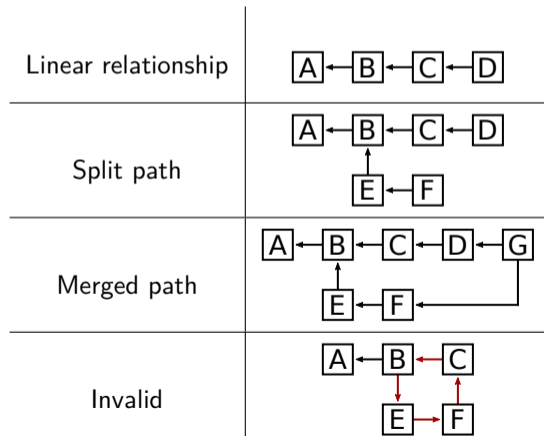 Linear relationship
A B C D
Split path
A B C D
E F
Merged path
A B C D G
E F
Invalid
A B C
E F